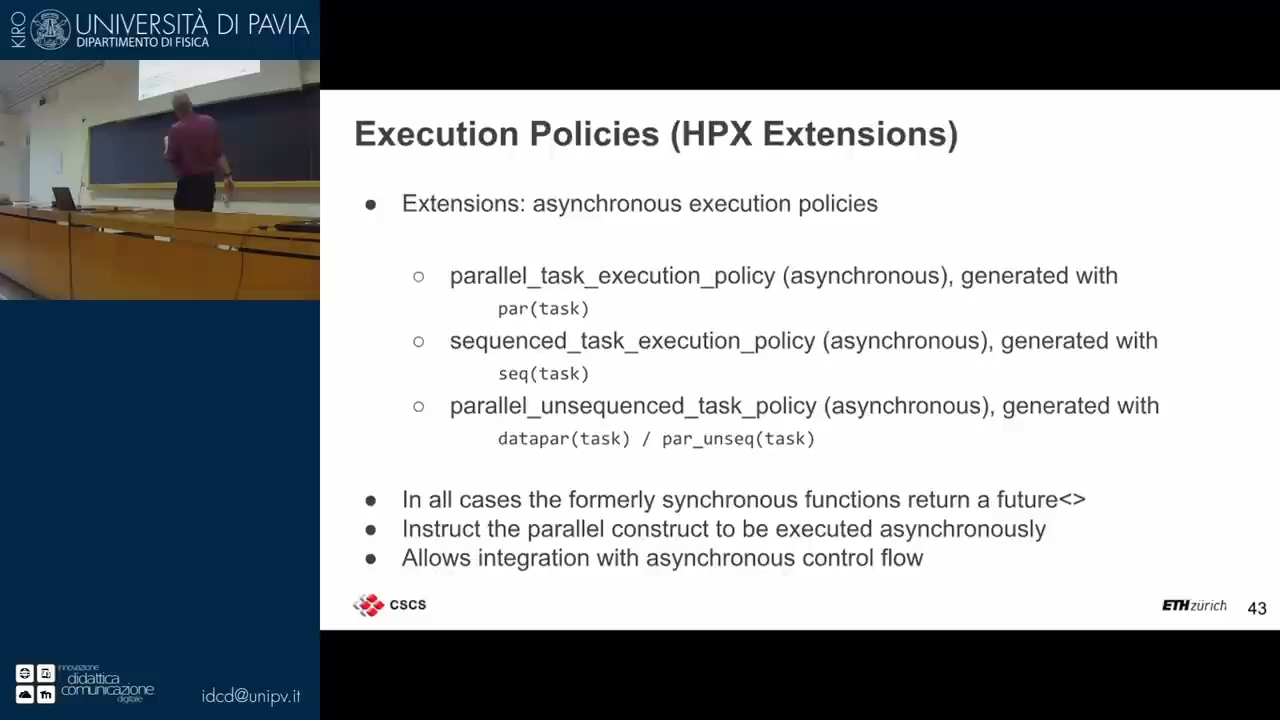 KIRO
UNIVERSITÀ DI PAVIA
DIPARTIMENTO DI FISICA
Execution Policies (HPX Extensions)
● Extensions: asynchronous execution policies
○ parallel_task_execution_policy (asynchronous), generated with
par(task)
○ sequenced_task_execution_policy (asynchronous), generated with
seq(task)
○ parallel_unsequenced_task_policy (asynchronous), generated with
datapar(task) / par_unseq(task)
● In all cases the formerly synchronous functions return a future<>
● Instruct the parallel construct to be executed asynchronously
● Allows integration with asynchronous control flow
CSCS
ETH zürich
43
innovazione
didattica
comunicazione
digitale
idcd@unipv.it